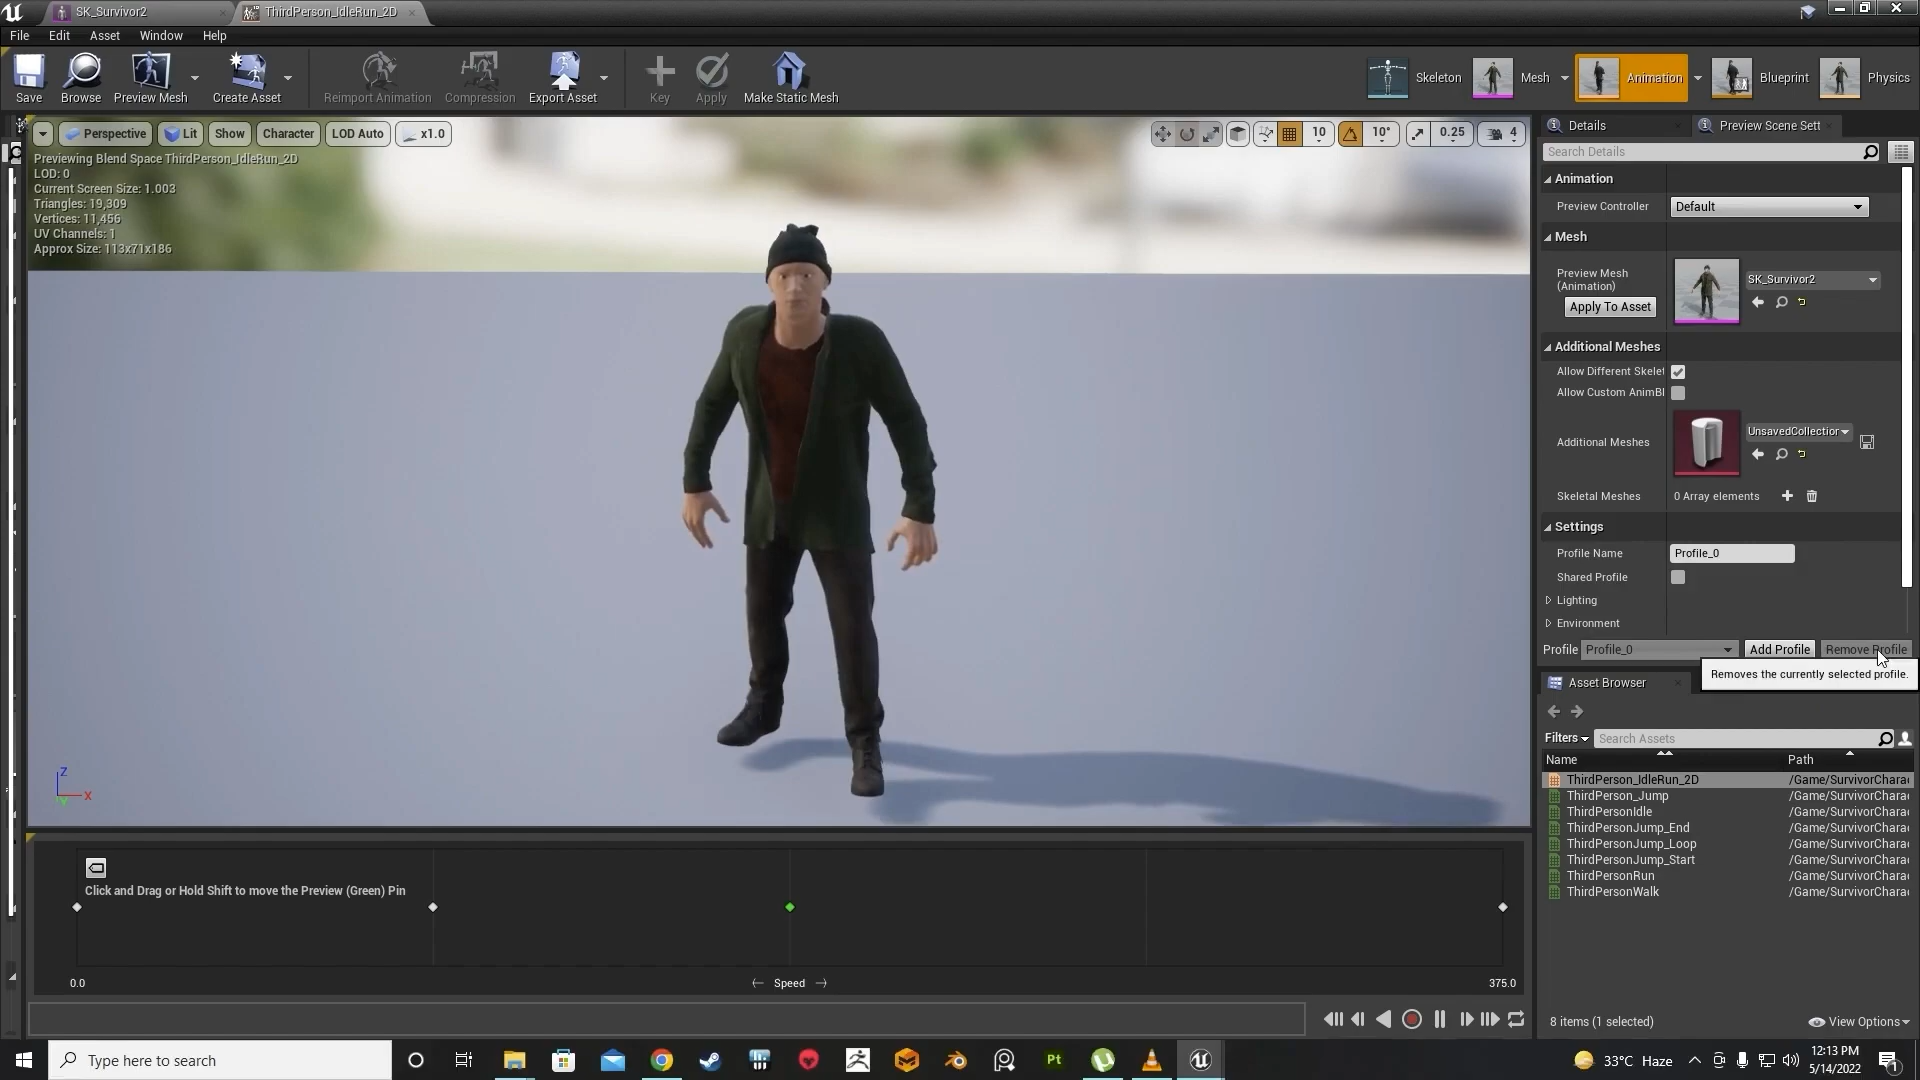 SK_Survivor2
ThirdPerson_IdleRun_2D
File Edit Asset Window Help
Save Browse Preview Mesh Create Asset Reimport Animation Compression Export Asset Key Apply Make Static Mesh
Skeleton Mesh Animation Blueprint Physics
Perspective Lit Show Character LOD Auto x1.0
10 10° 0.25 4
Previewing Blend Space ThirdPerson_IdleRun_2D
LOD: 0
Current Screen Size: 1.003
Triangles: 19,309
Vertices: 11,456
UV Channels: 1
Approx Size: 113x71x186
Z
X
Y
Click and Drag or Hold Shift to move the Preview (Green) Pin
0.0 Speed 375.0
Details Preview Scene Sett
Search Details
Animation
Preview Controller Default
Mesh
Preview Mesh
(Animation)
SK_Survivor2
Apply To Asset
Additional Meshes
Allow Different Skelet
Allow Custom AnimBl
UnsavedCollection
Additional Meshes
Skeletal Meshes 0 Array elements
Settings
Profile Name Profile_0
Shared Profile
Lighting
Environment
Profile Profile_0 Add Profile Remove Profile
Removes the currently selected profile.
Asset Browser
Filters Search Assets
Name Path
ThirdPerson_IdleRun_2D /Game/SurvivorChara
ThirdPerson_Jump /Game/SurvivorChara
ThirdPersonIdle /Game/SurvivorChara
ThirdPersonJump_End /Game/SurvivorChara
ThirdPersonJump_Loop /Game/SurvivorChara
ThirdPersonJump_Start /Game/SurvivorChara
ThirdPersonRun /Game/SurvivorChara
ThirdPersonWalk /Game/SurvivorChara
8 items (1 selected) View Options
Type here to search
Pt
33°C Haze
12:13 PM
5/14/2022
1